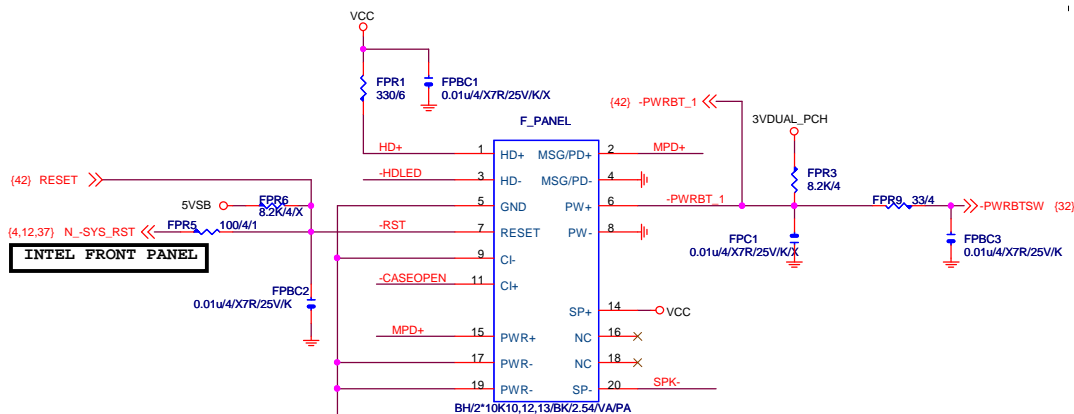 VCC
FPR1
330/6
FPBC1
0.01u/4/X7R/25V/K/X
{42} -PWRBT_1
3VDUAL_PCH
F_PANEL
HD+ 1 HD+ MSG/PD+ 2 MPD+
{42} RESET -HDLED 3 HD- MSG/PD- 4
FPR3
8.2K/4
5VSB FPR6
8.2K/4/X
5 GND PW+ 6 -PWRBT_1
FPR9 33/4
-PWRBTSW {32}
{4,12,37} N_-SYS_RST FPR5 100/4/1 -RST 7 RESET PW- 8
INTEL FRONT PANEL
FPC1
0.01u/4/X7R/25V/K/X
FPBC3
0.01u/4/X7R/25V/K
9 CI-
-CASEOPEN 11 CI+
FPBC2
0.01u/4/X7R/25V/K
SP+ 14 VCC
MPD+ 15 PWR+ NC 16
17 PWR- NC 18
19 PWR- SP- 20 SPK-
BH/2*10K10,12,13/BK/2.54/VA/PA